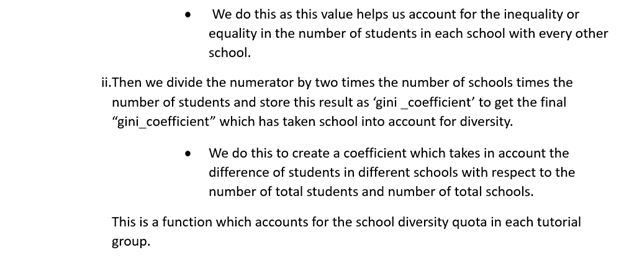 • We do this as this value helps us account for the inequality or
equality in the number of students in each school with every other
school.
ii.Then we divide the numerator by two times the number of schools times the
number of students and store this result as ‘gini _coefficient’ to get the final
“gini_coefficient” which has taken school into account for diversity.
• We do this to create a coefficient which takes in account the
difference of students in different schools with respect to the
number of total students and number of total schools.
This is a function which accounts for the school diversity quota in each tutorial
group.